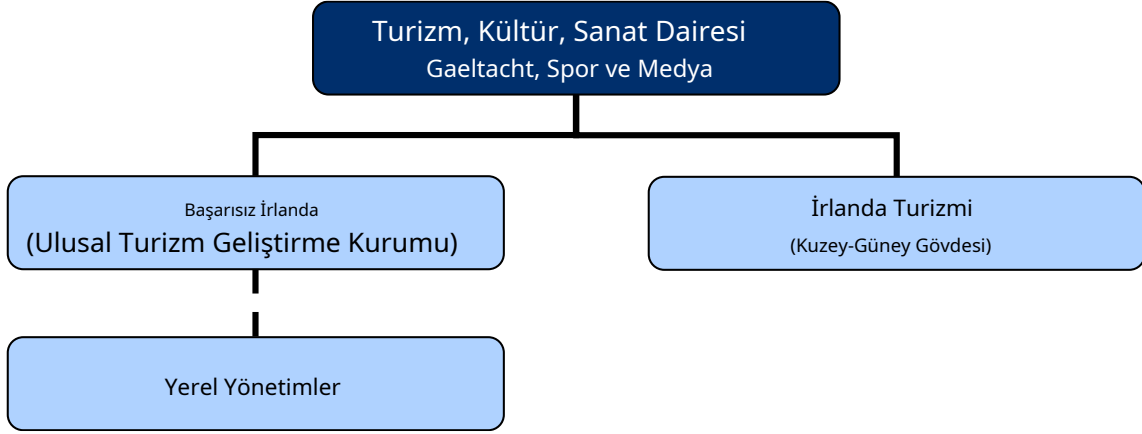 Turizm, Kültür, Sanat Dairesi
Gaeltacht, Spor ve Medya
Başarısız İrlanda
(Ulusal Turizm Geliştirme Kurumu)
İrlanda Turizmi
(Kuzey-Güney Gövdesi)
Yerel Yönetimler